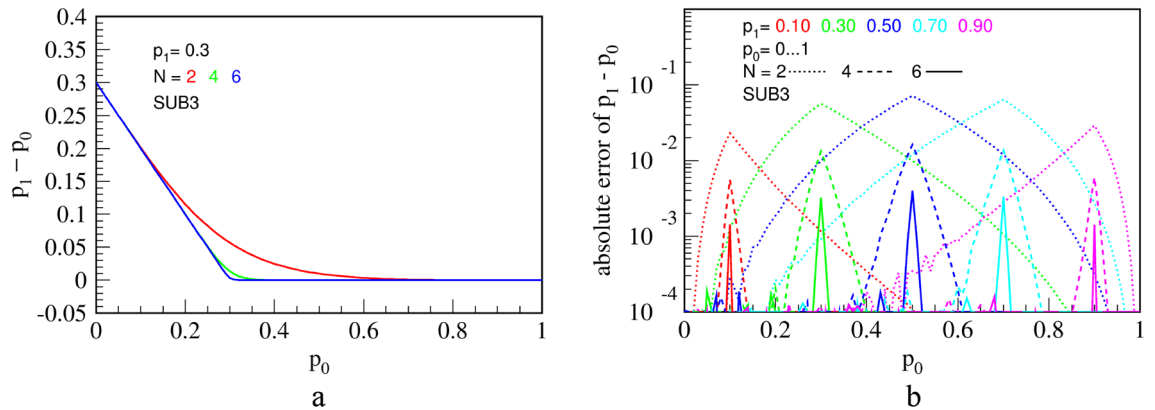 0.4
0.35
0.3
0.25
0.2
0.15
0.1
0.05
0
-0.05
p1 – p0
p1= 0.3
N = 2 4 6
SUB3
0 0.2 0.4 0.6 0.8 1
p0
a
absolute error of p1 - p0
10^-1
10^-2
10^-3
10^-4
p1= 0.10 0.30 0.50 0.70 0.90
p0= 0...1
N = 2 4 6
SUB3
0 0.2 0.4 0.6 0.8 1
p0
b